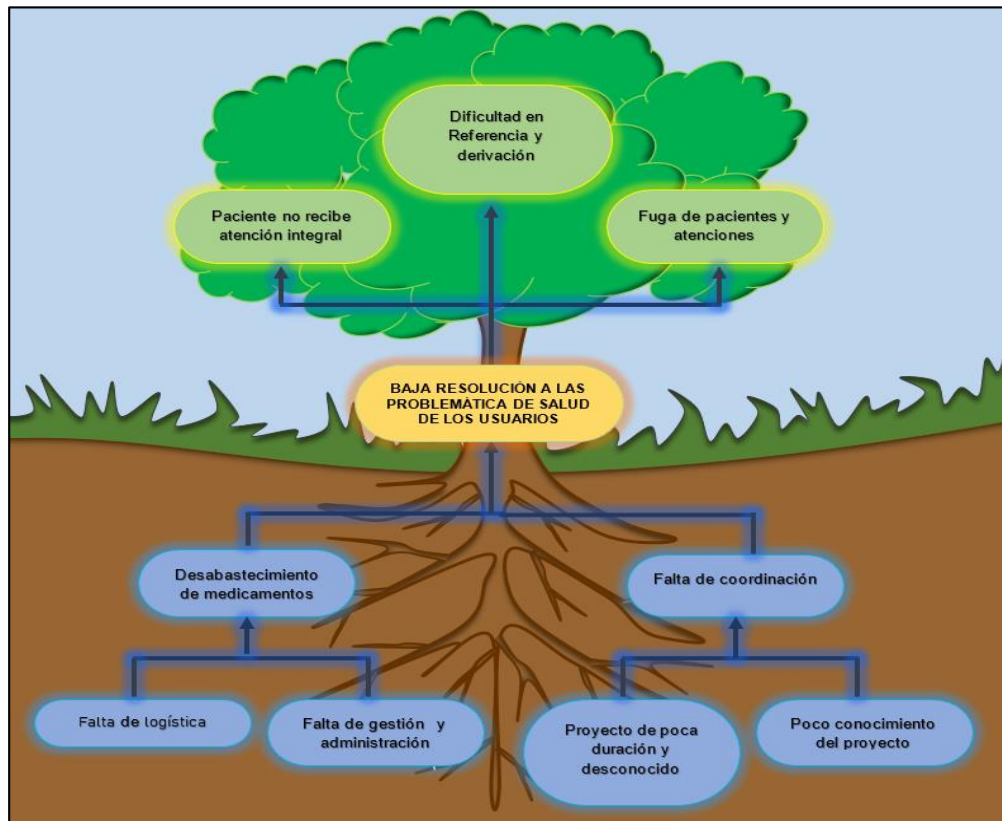 Dificultad en
Referencia y
derivación
Paciente no recibe
atención integral
Fuga de pacientes y
atenciones
BAJA RESOLUCIÓN A LAS
PROBLEMÁTICA DE SALUD
DE LOS USUARIOS
Desabastecimiento
de medicamentos
Falta de coordinación
Falta de logística
Falta de gestión y
administración
Proyecto de poca
duración y
desconocido
Poco conocimiento
del proyecto